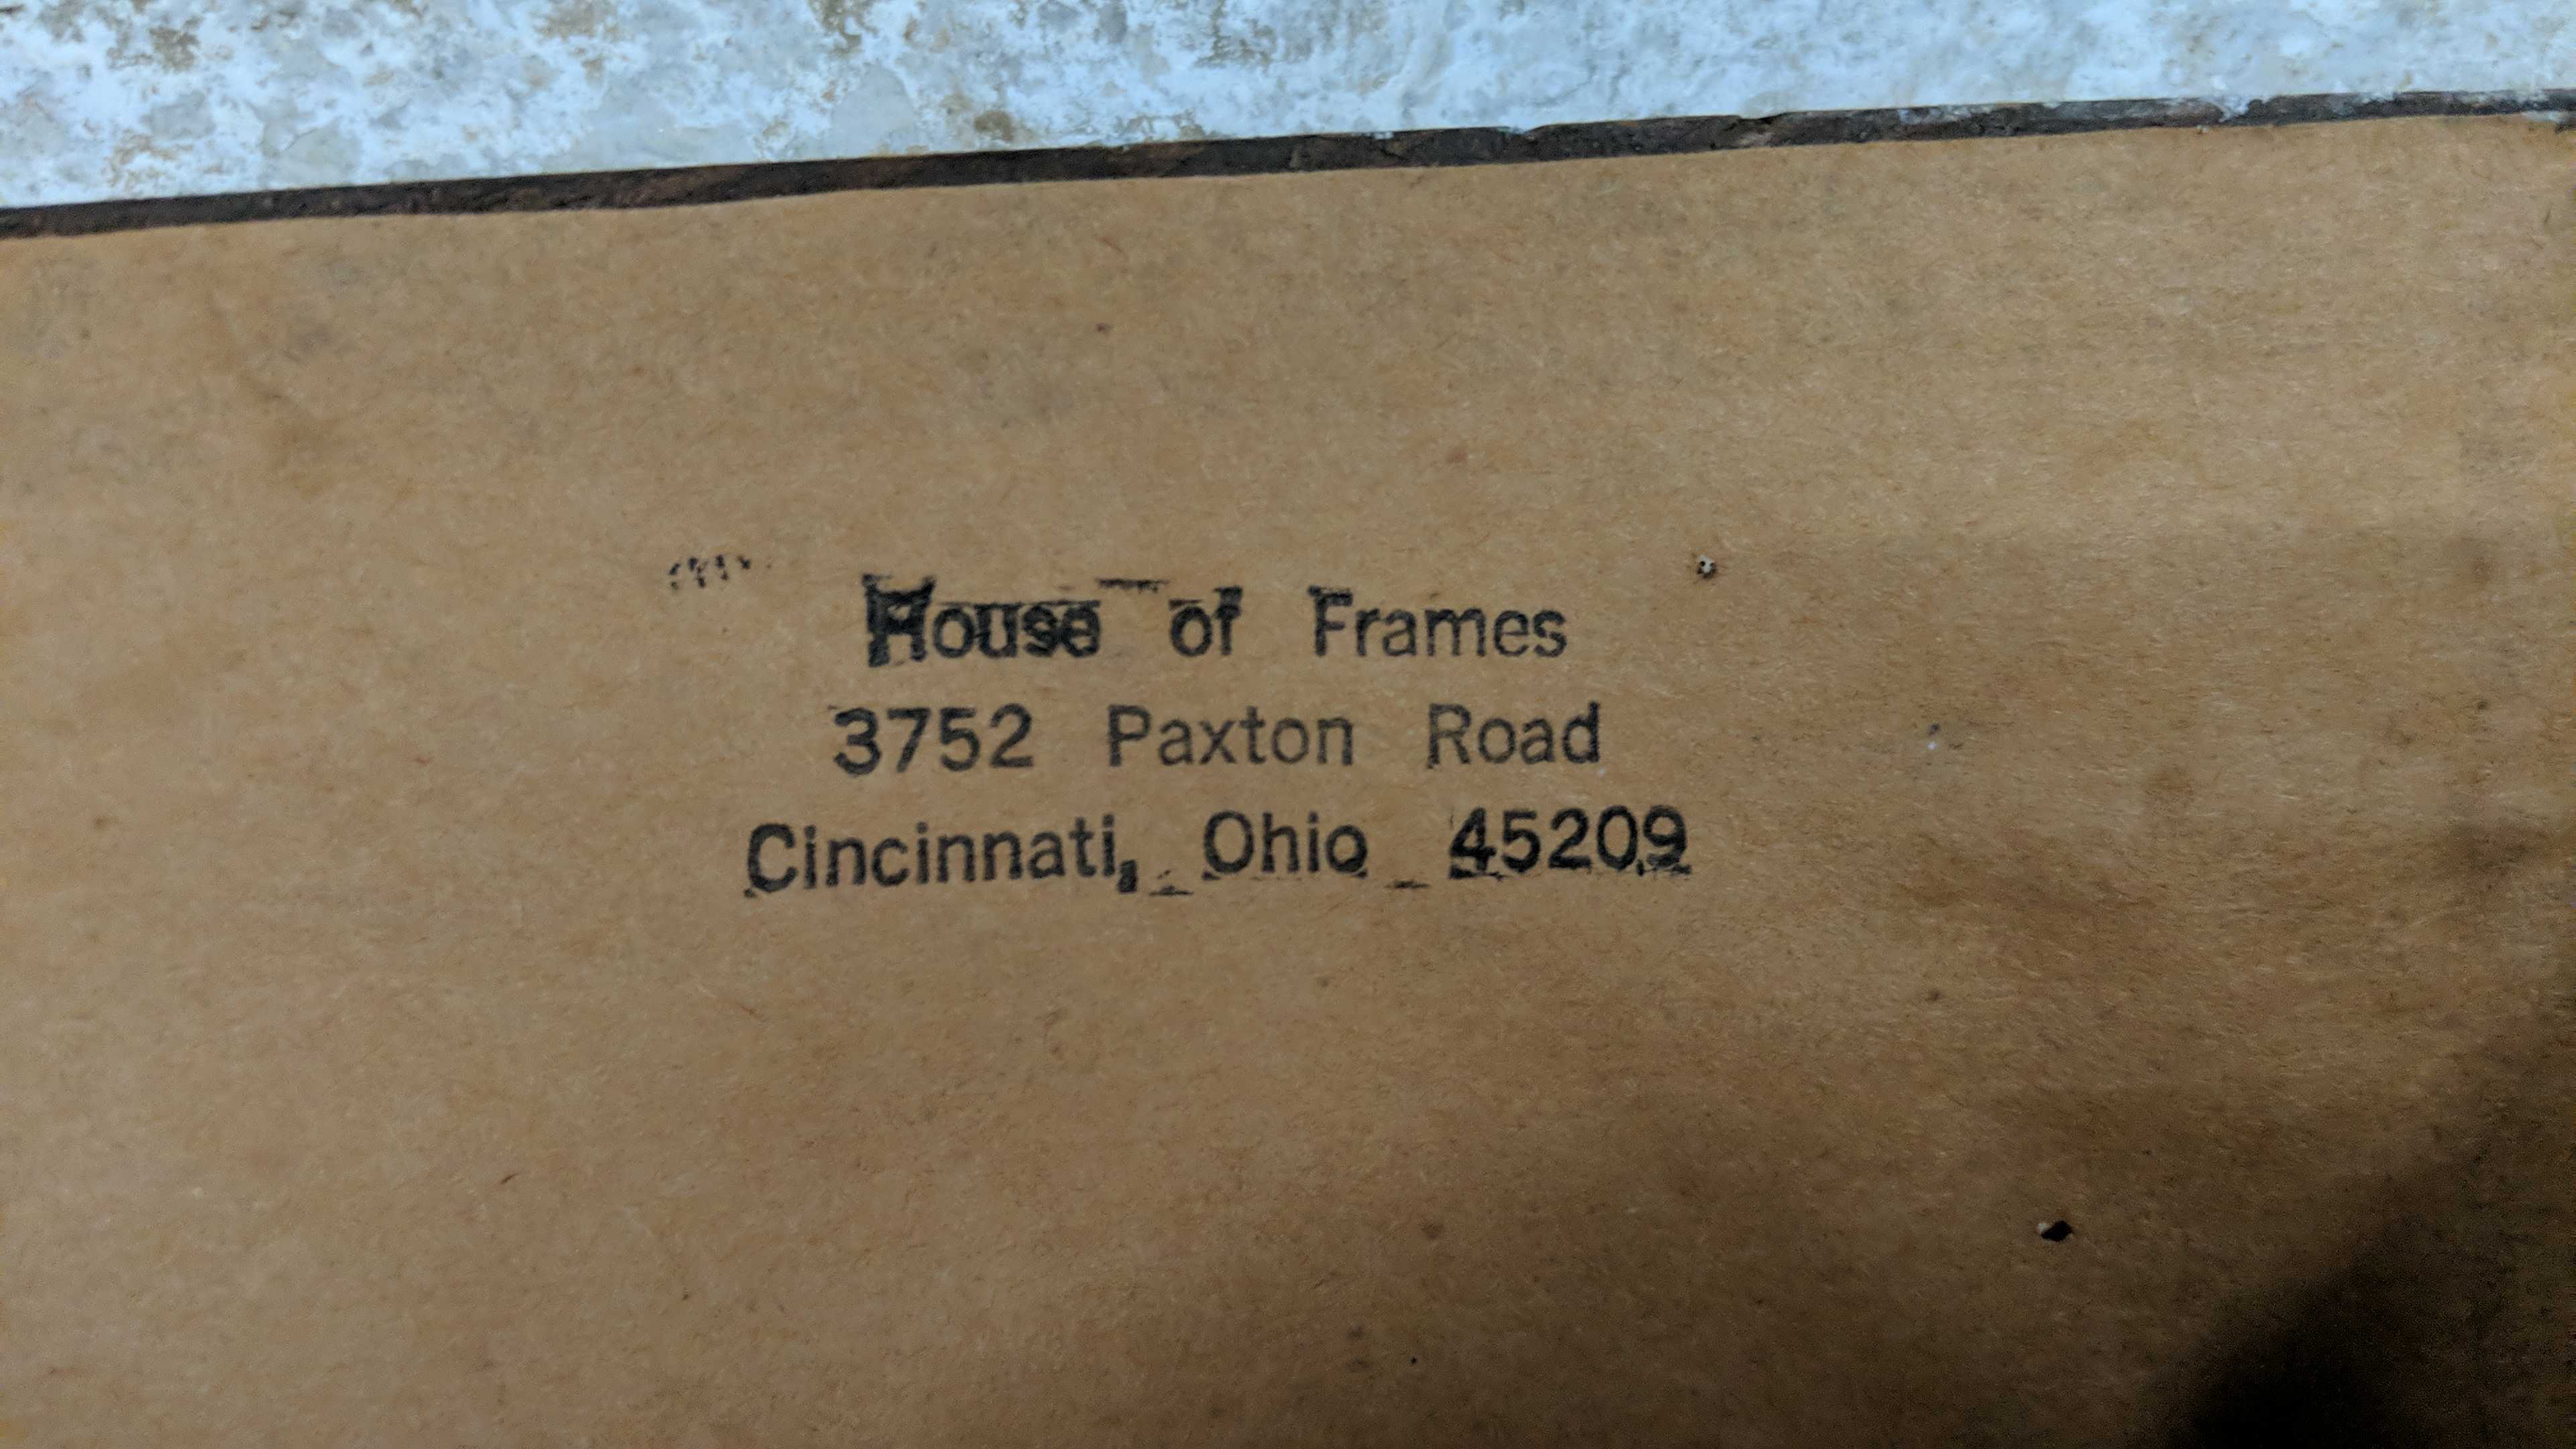 House of Frames
3752 Paxton Road
Cincinnati, Ohio 45209